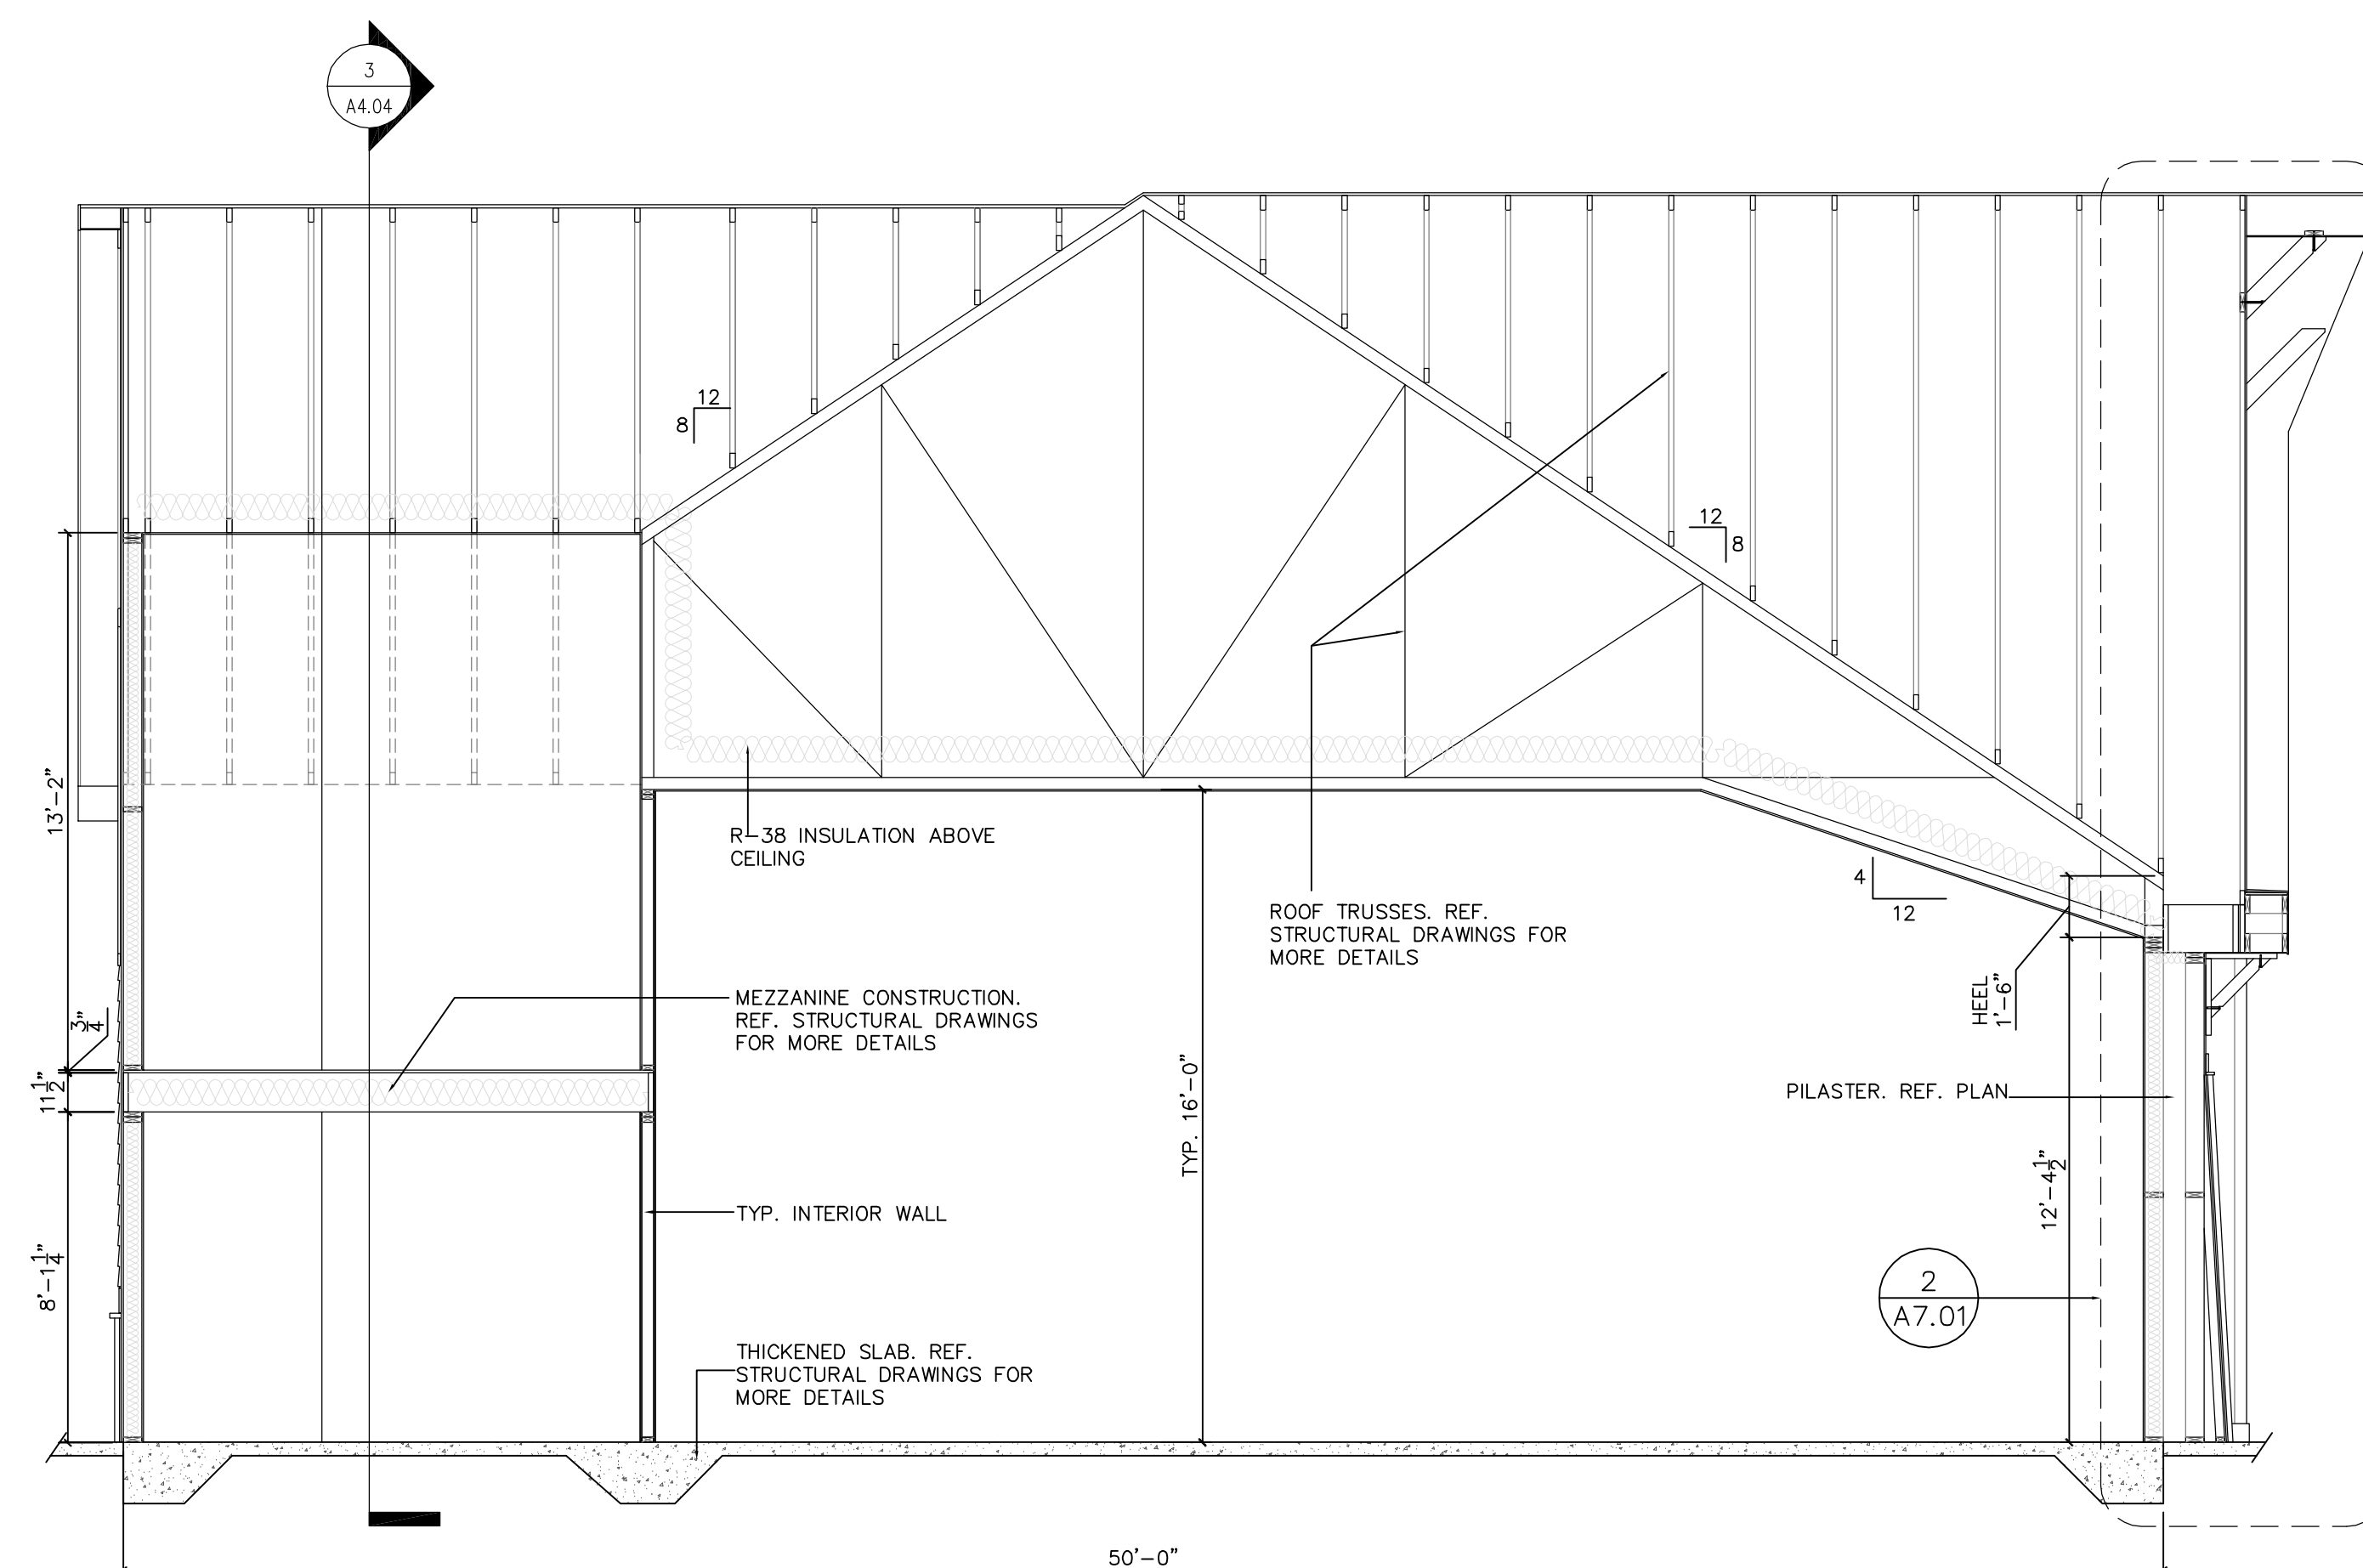 3
A4.04
12
8
12
8
13'-2"
R-38 INSULATION ABOVE
CEILING
4
12
ROOF TRUSSES. REF.
STRUCTURAL DRAWINGS FOR
MORE DETAILS
HEEL
1'-6"
MEZZANINE CONSTRUCTION.
REF. STRUCTURAL DRAWINGS
FOR MORE DETAILS
3/4"
11 1/2"
TYP. 16'-0"
PILASTER. REF. PLAN
12'-4 1/2"
TYP. INTERIOR WALL
8'-1 1/4"
2
A7.01
THICKENED SLAB. REF.
STRUCTURAL DRAWINGS FOR
MORE DETAILS
50'-0"